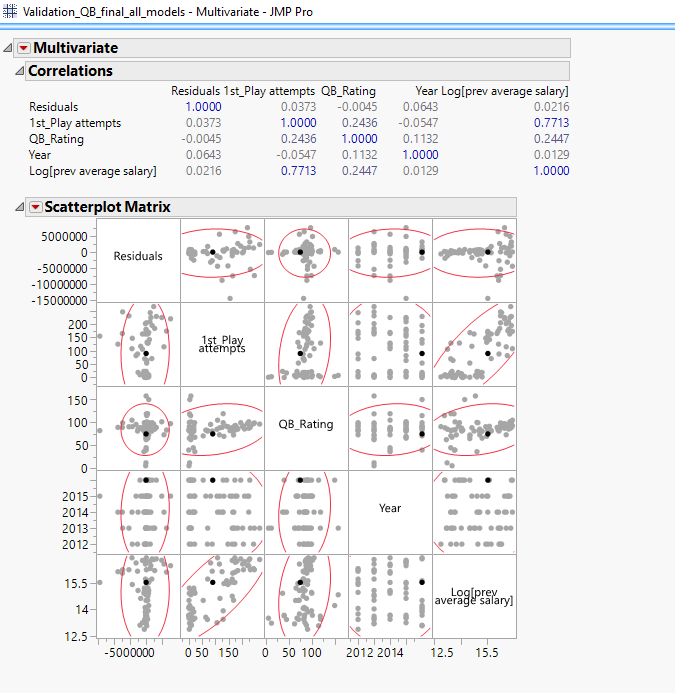 Validation_QB_final_all_models - Multivariate - JMP Pro
Multivariate
Correlations
Residuals 1st_Play attempts QB_Rating Year Log[prev average salary]
Residuals 1.0000 0.0373 -0.0045 0.0643 0.0216
1st_Play attempts 0.0373 1.0000 0.2436 -0.0547 0.7713
QB_Rating -0.0045 0.2436 1.0000 0.1132 0.2447
Year 0.0643 -0.0547 0.1132 1.0000 0.0129
Log[prev average salary] 0.0216 0.7713 0.2447 0.0129 1.0000
Scatterplot Matrix
5000000
0
-5000000
-10000000
-15000000
Residuals
200
150
100
50
0
1st_Play
attempts
150
100
50
0
QB_Rating
2015
2014
2013
2012
Year
15.5
14
12.5
Log[prev
average salary]
-5000000 0 50 150 0 50 100 2012 2014 12.5 15.5